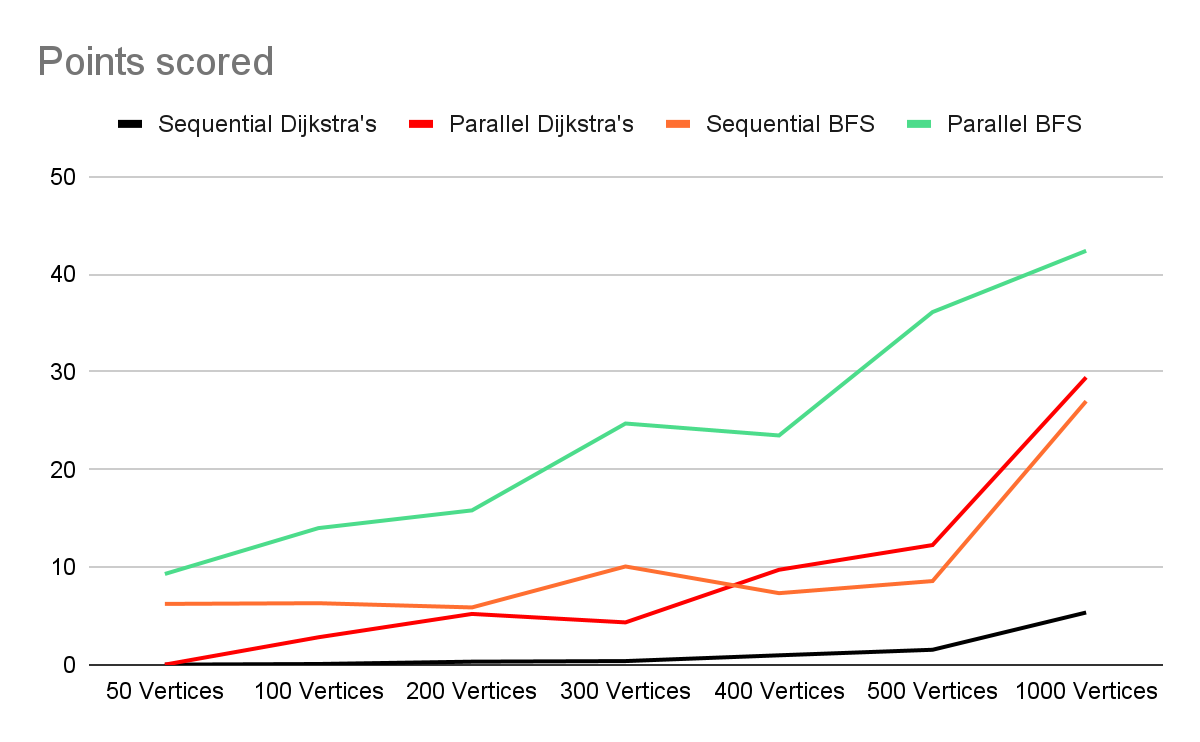 Points scored
Sequential Dijkstra's Parallel Dijkstra's Sequential BFS Parallel BFS
50
40
30
20
10
0
50 Vertices 100 Vertices 200 Vertices 300 Vertices 400 Vertices 500 Vertices 1000 Vertices